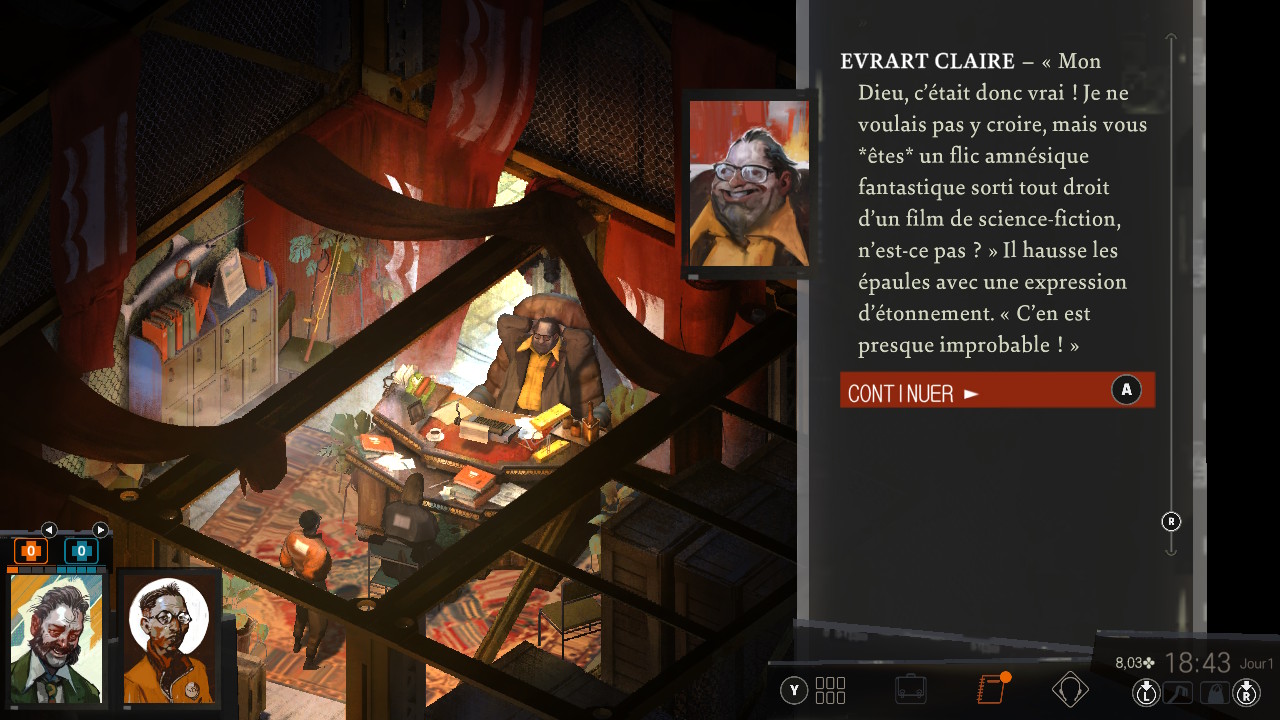 EVRART CLAIRE – « Mon
Dieu, c'était donc vrai ! Je ne
voulais pas y croire, mais vous
*êtes* un flic amnésique
fantastique sorti tout droit
d'un film de science-fiction,
n'est-ce pas ? » Il hausse les
épaules avec une expression
d'étonnement. « C'en est
presque improbable ! »
CONTINUER ► A
R
0 0
8,03 18:43 Jour1
Y L R